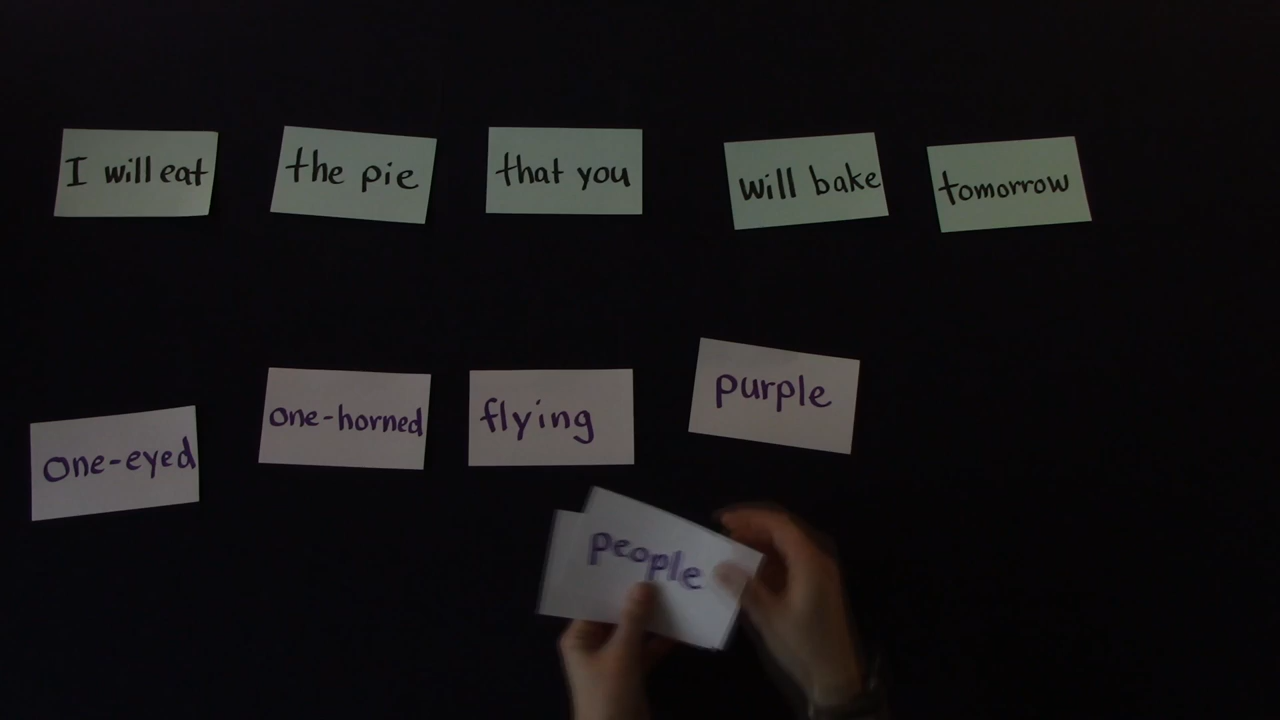 I will eat the pie that you will bake tomorrow
one-eyed one-horned flying purple
people